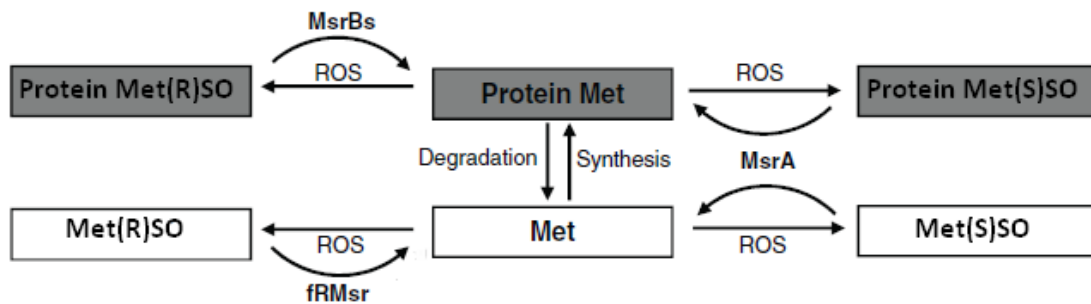 MsrBs
Protein Met(R)SO
ROS
Protein Met
ROS
Protein Met(S)SO
Degradation
Synthesis
MsrA
Met(R)SO
ROS
Met
ROS
Met(S)SO
fRMsr